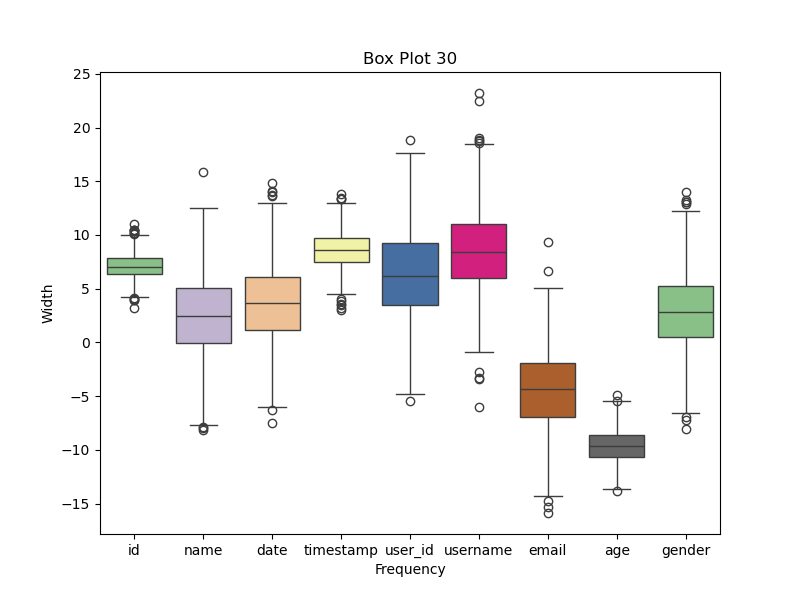 Box Plot 30
25
20
15
10
5
0
−5
−10
−15
Width
id name date timestamp user_id username email age gender
Frequency